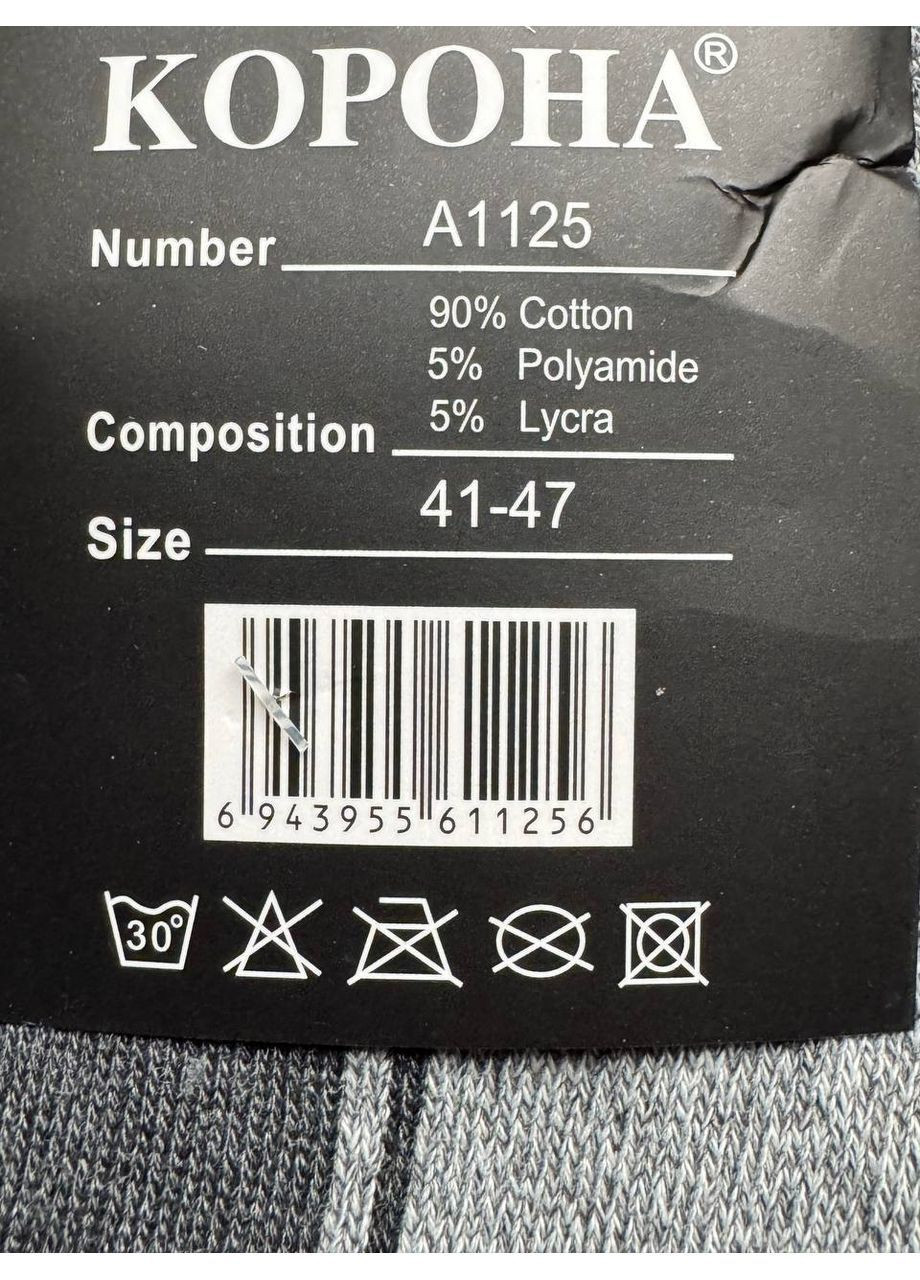 КОРОНА®
Number A1125
90% Cotton
5% Polyamide
Composition 5% Lycra
Size 41-47
6 943955 611256
30°